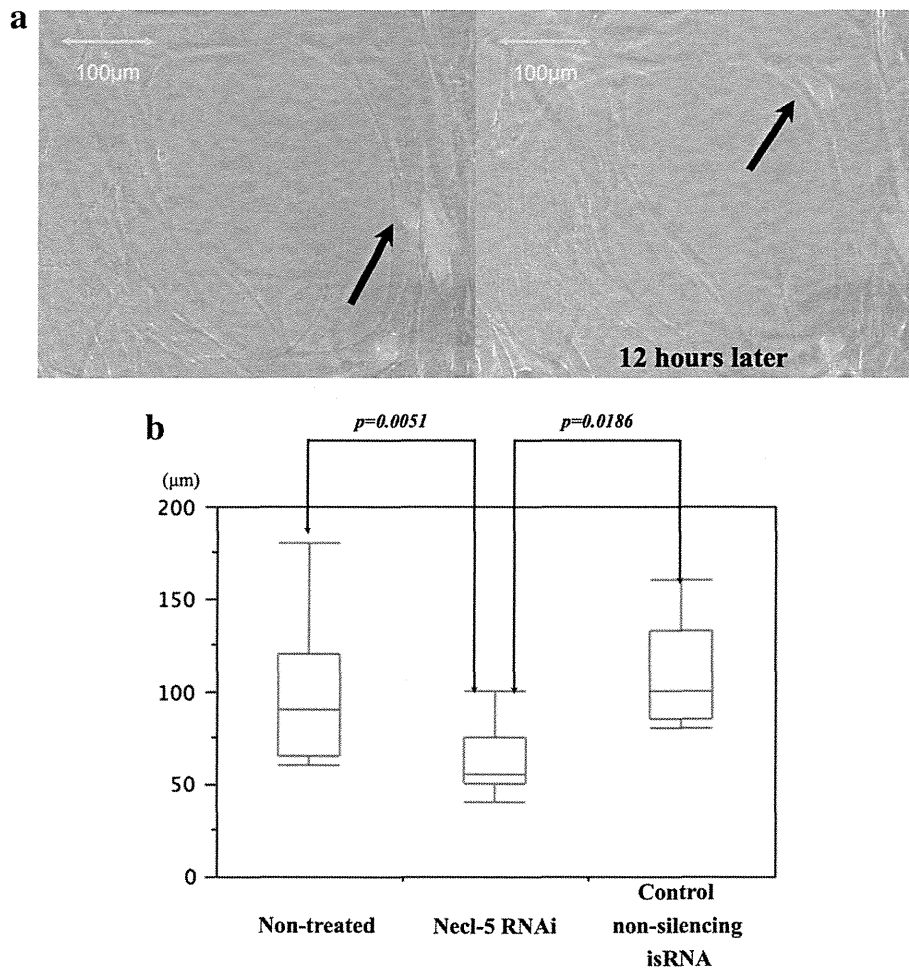 a
100μm
100μm
12 hours later
b
p=0.0051
p=0.0186
(μm)
200
150
100
50
0
Non-treated
Necl-5 RNAi
Control
non-silencing
isRNA